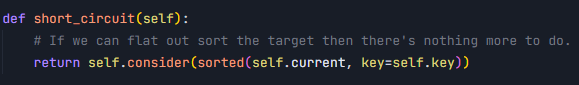 def short_circuit(self):
    # If we can flat out sort the target then there's nothing more to do.
    return self.consider(sorted(self.current, key=self.key))